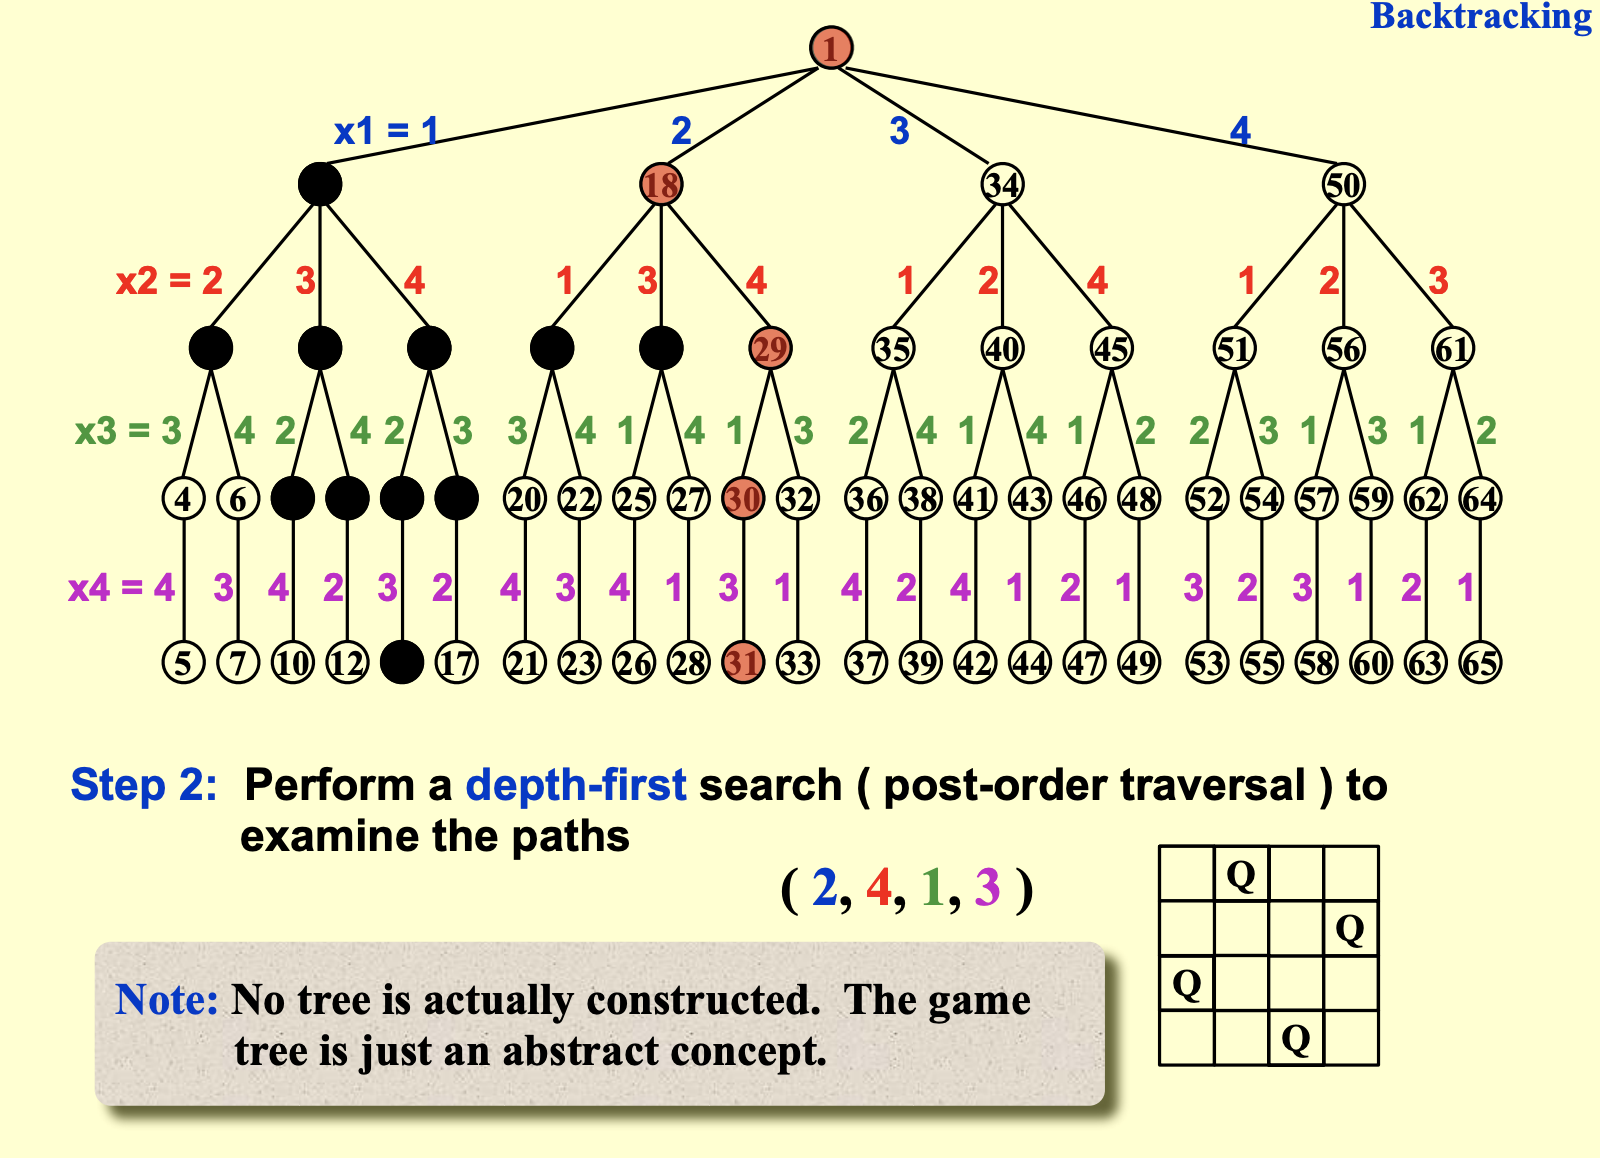 Backtracking
1
x1 = 1 2 3 4
18 34 50
x2 = 2 3 4 1 3 4 1 2 4 1 2 3
29 35 40 45 51 56 61
x3 = 3 4 2 4 2 3 3 4 1 4 1 3 2 4 1 4 1 2 2 3 1 3 1 2
4 6 20 22 25 27 30 32 36 38 41 43 46 48 52 54 57 59 62 64
x4 = 4 3 4 2 3 2 4 3 4 1 3 1 4 2 4 1 2 1 3 2 3 1 2 1
5 7 10 12 17 21 23 26 28 31 33 37 39 42 44 47 49 53 55 58 60 63 65
Step 2: Perform a depth-first search ( post-order traversal ) to
examine the paths
( 2, 4, 1, 3 )
Q
Q
Q
Q
Note: No tree is actually constructed. The game
tree is just an abstract concept.